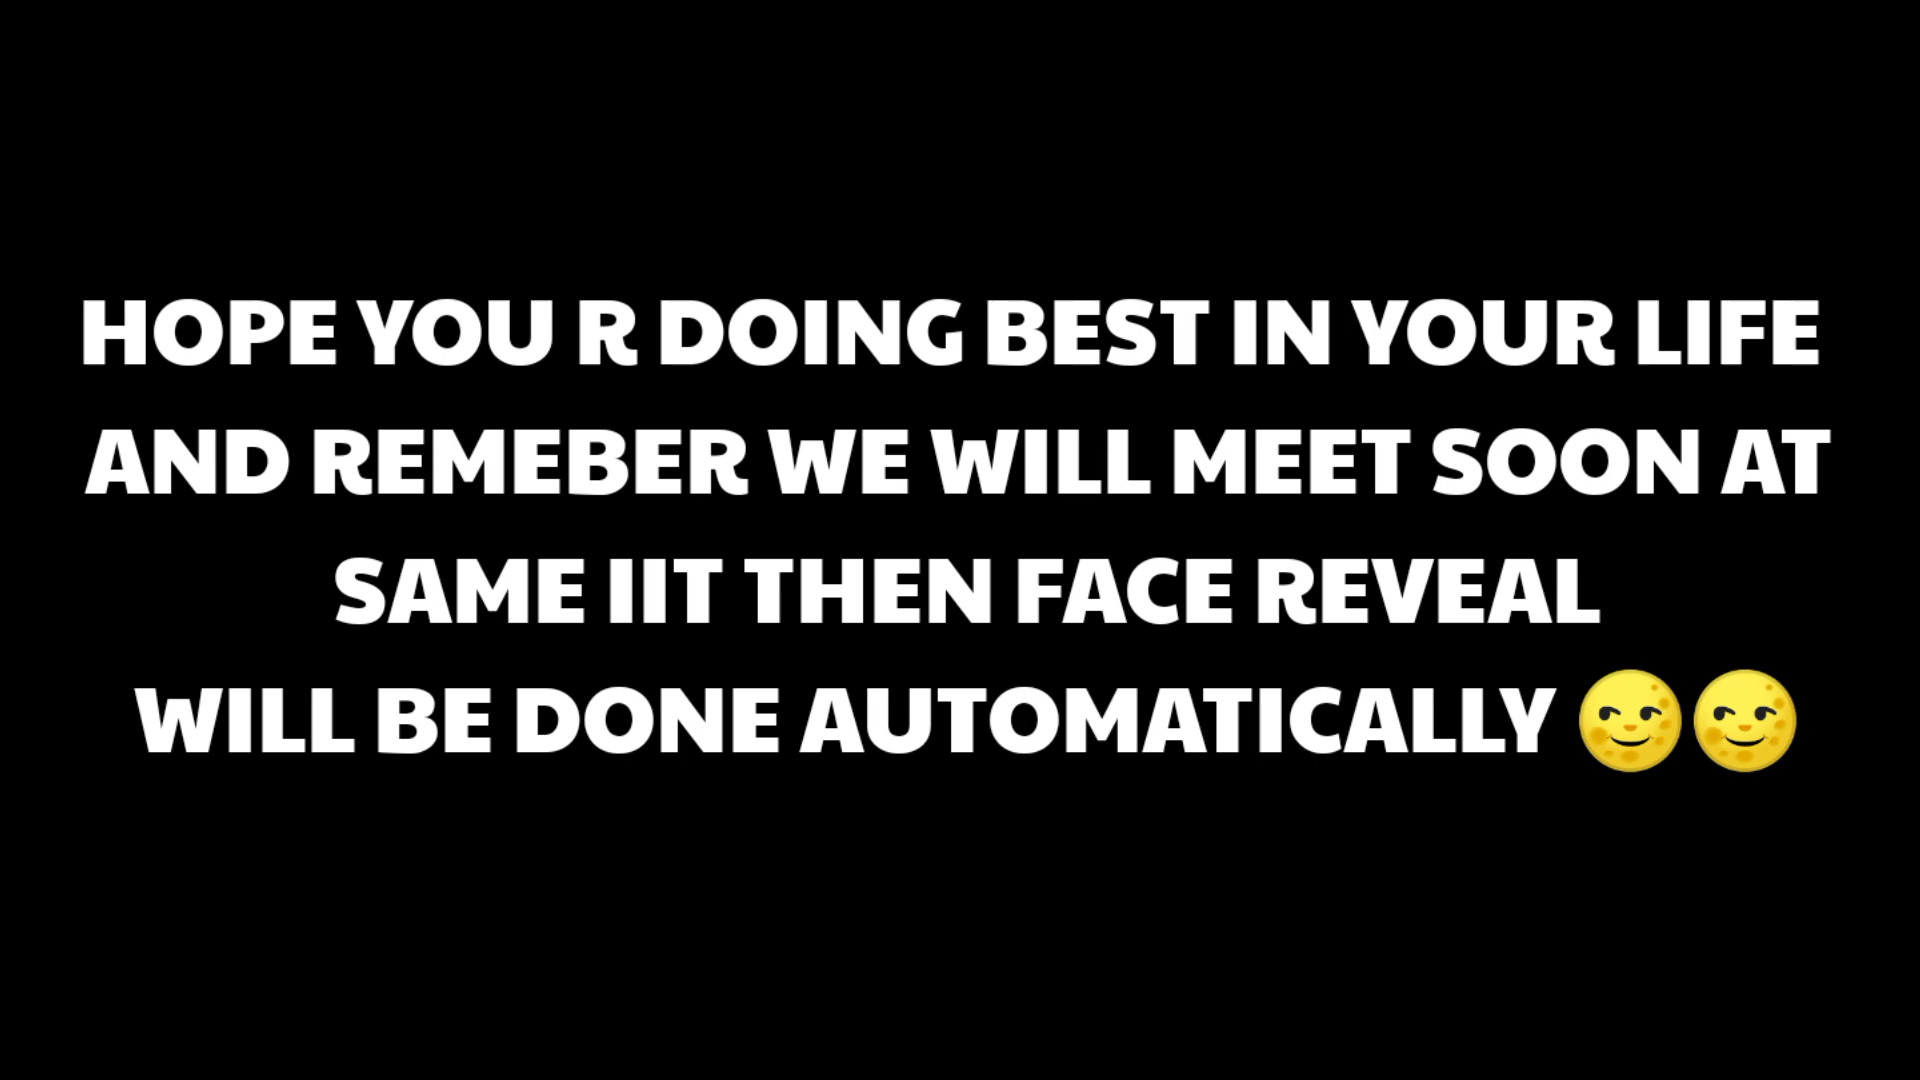 HOPE YOU R DOING BEST IN YOUR LIFE
AND REMEBER WE WILL MEET SOON AT
SAME IIT THEN FACE REVEAL
WILL BE DONE AUTOMATICALLY 🌝🌝